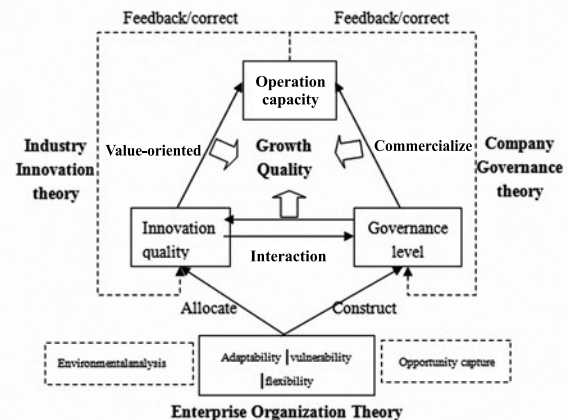 Feedback/correct
Feedback/correct
Operation
capacity
Industry
Innovation
theory
Value-oriented
Growth
Quality
Commercialize
Company
Governance
theory
Innovation
quality
Governance
level
Interaction
Allocate
Construct
Environmentalanalysis
Adaptability | vulnerability
|flexibility
Opportunity capture
Enterprise Organization Theory